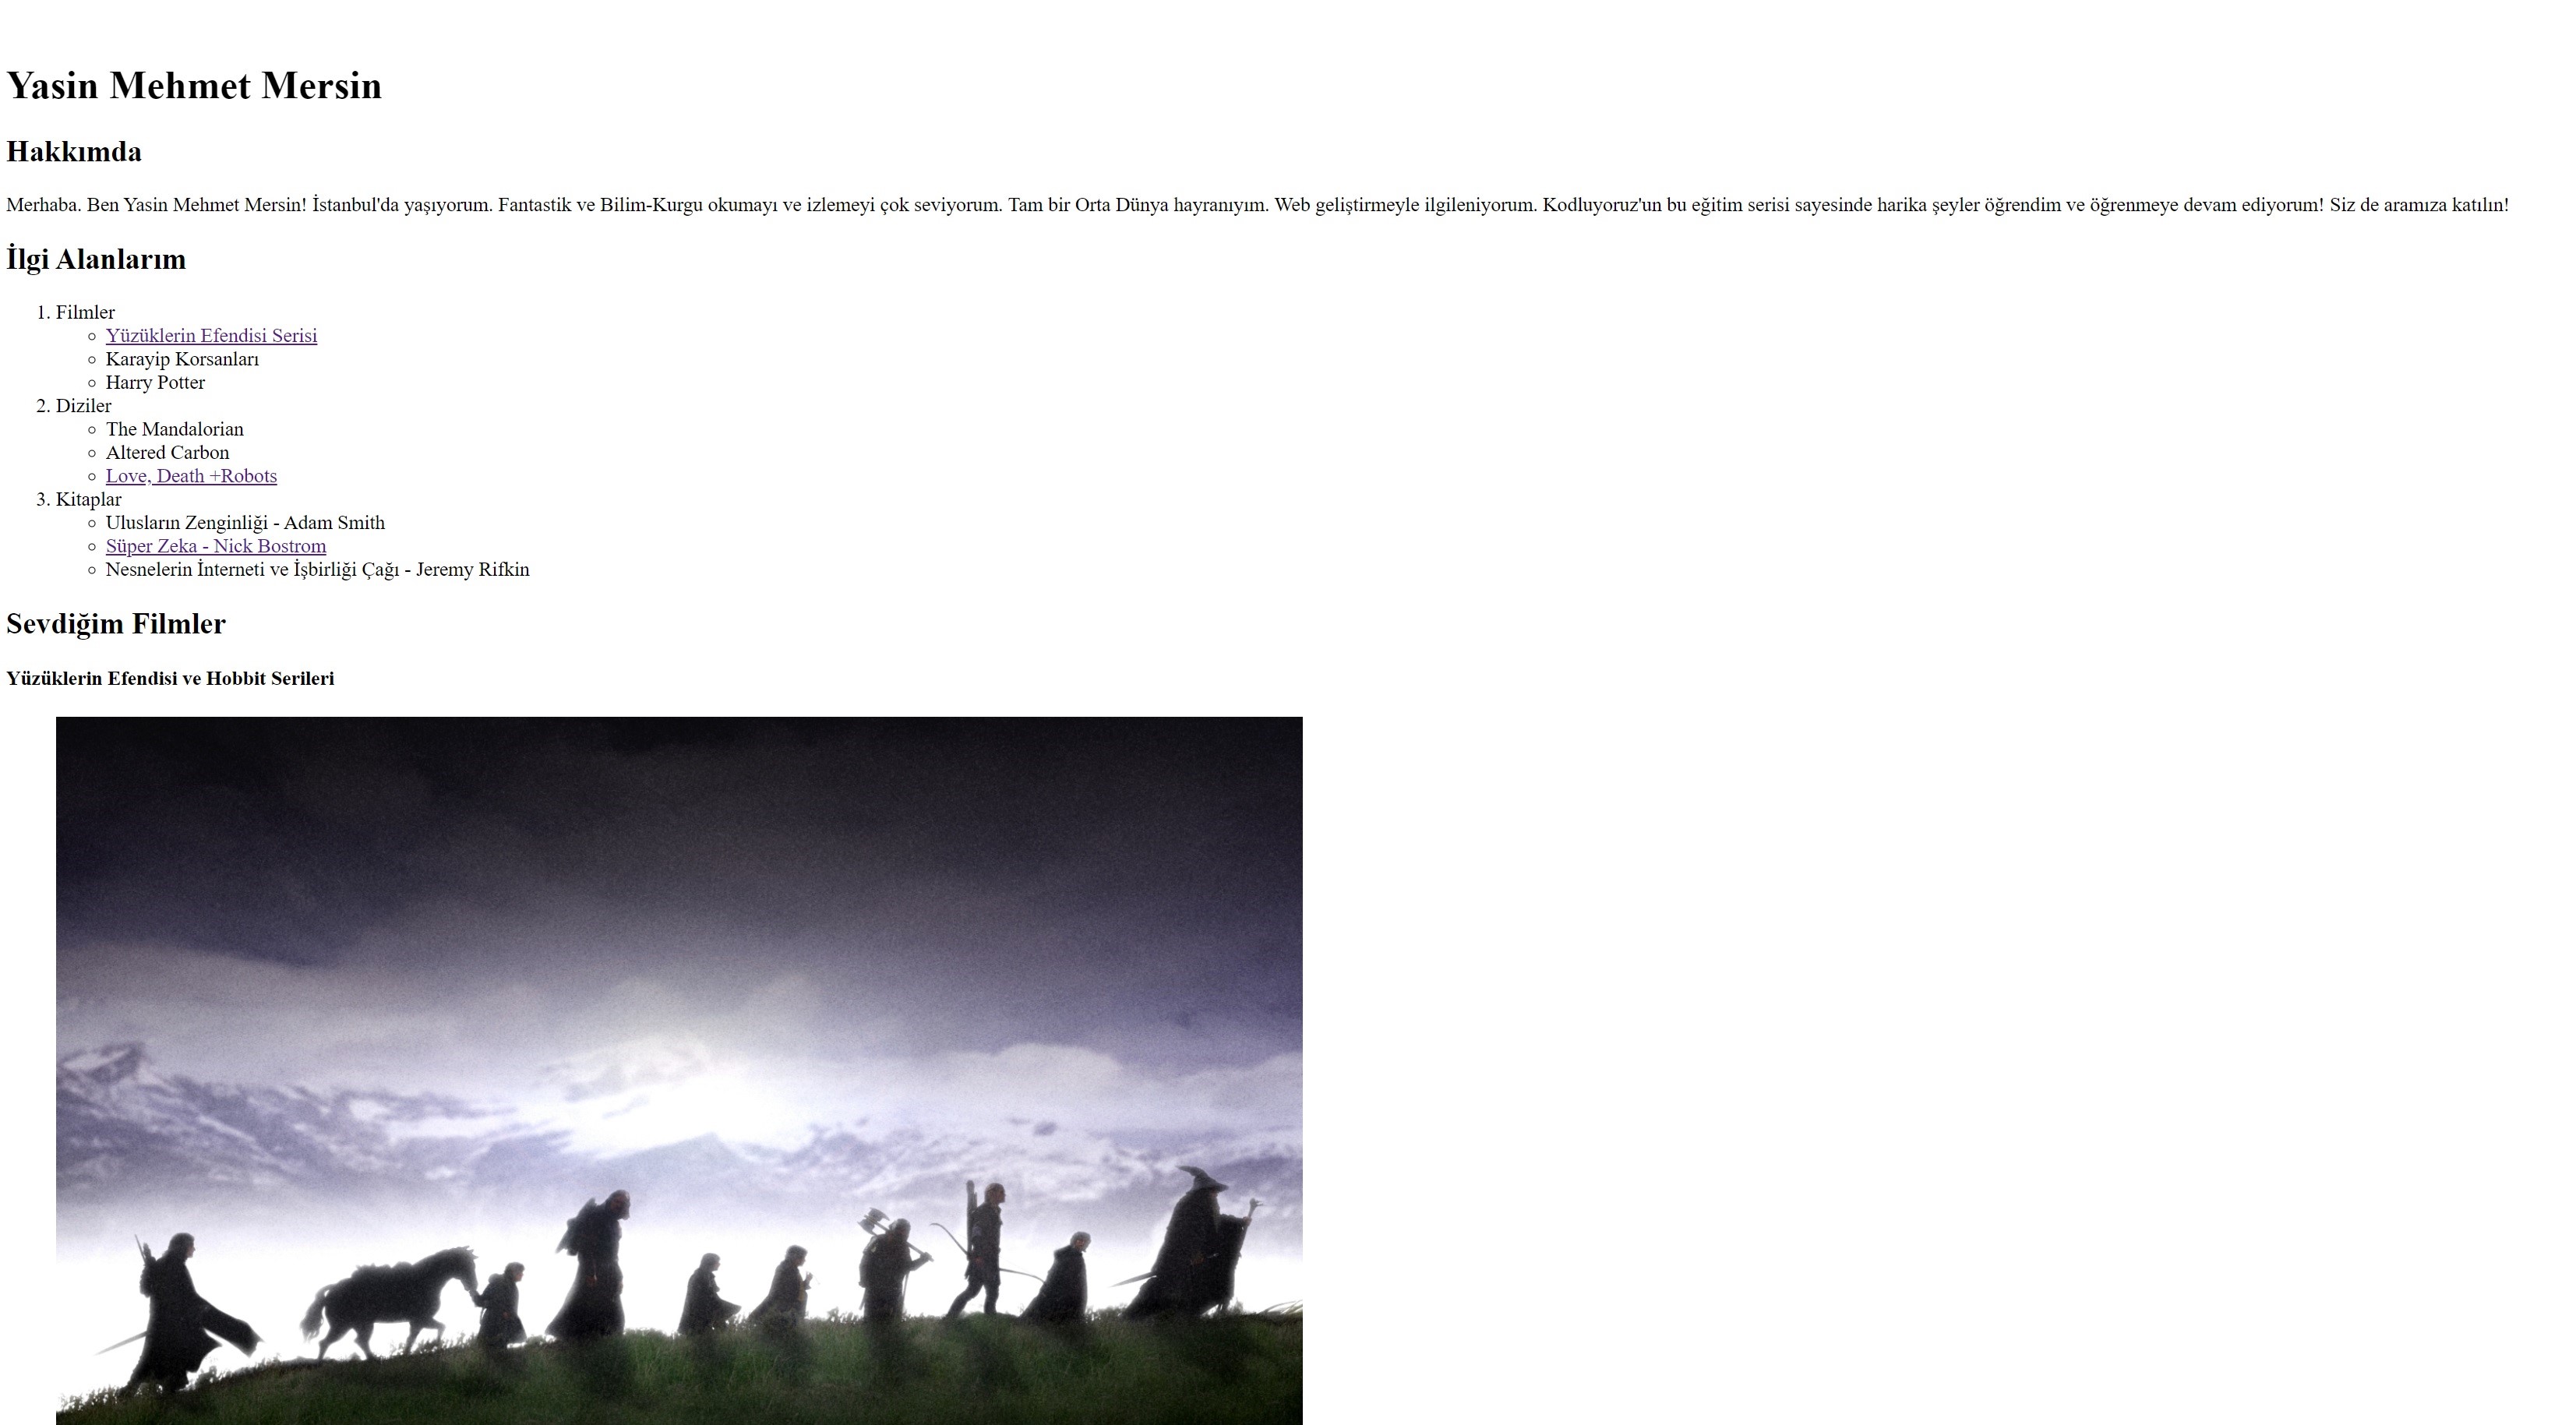 Yasin Mehmet Mersin
Hakkımda
Merhaba. Ben Yasin Mehmet Mersin! İstanbul'da yaşıyorum. Fantastik ve Bilim-Kurgu okumayı ve izlemeyi çok seviyorum. Tam bir Orta Dünya hayranıyım. Web geliştirmeyle ilgileniyorum. Kodluyoruz'un bu eğitim serisi sayesinde harika şeyler öğrendim ve öğrenmeye devam ediyorum! Siz de aramıza katılın!
İlgi Alanlarım
1. Filmler
Yüzüklerin Efendisi Serisi
Karayip Korsanları
Harry Potter
2. Diziler
The Mandalorian
Altered Carbon
Love, Death +Robots
3. Kitaplar
Ulusların Zenginliği - Adam Smith
Süper Zeka - Nick Bostrom
Nesnelerin İnterneti ve İşbirliği Çağı - Jeremy Rifkin
Sevdiğim Filmler
Yüzüklerin Efendisi ve Hobbit Serileri